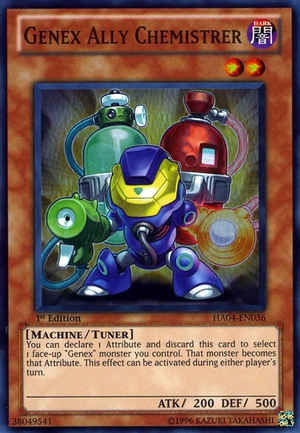 GENEX ALLY CHEMISTRER
DARK
闇
1st Edition
HA04-EN036
[MACHINE/TUNER]
You can declare 1 Attribute and discard this card to select
1 face-up "Genex" monster you control. That monster becomes
that Attribute. This effect can be activated during either player's
turn.
ATK/ 200 DEF/ 500
38049541
©1996 KAZUKI TAKAHASHI